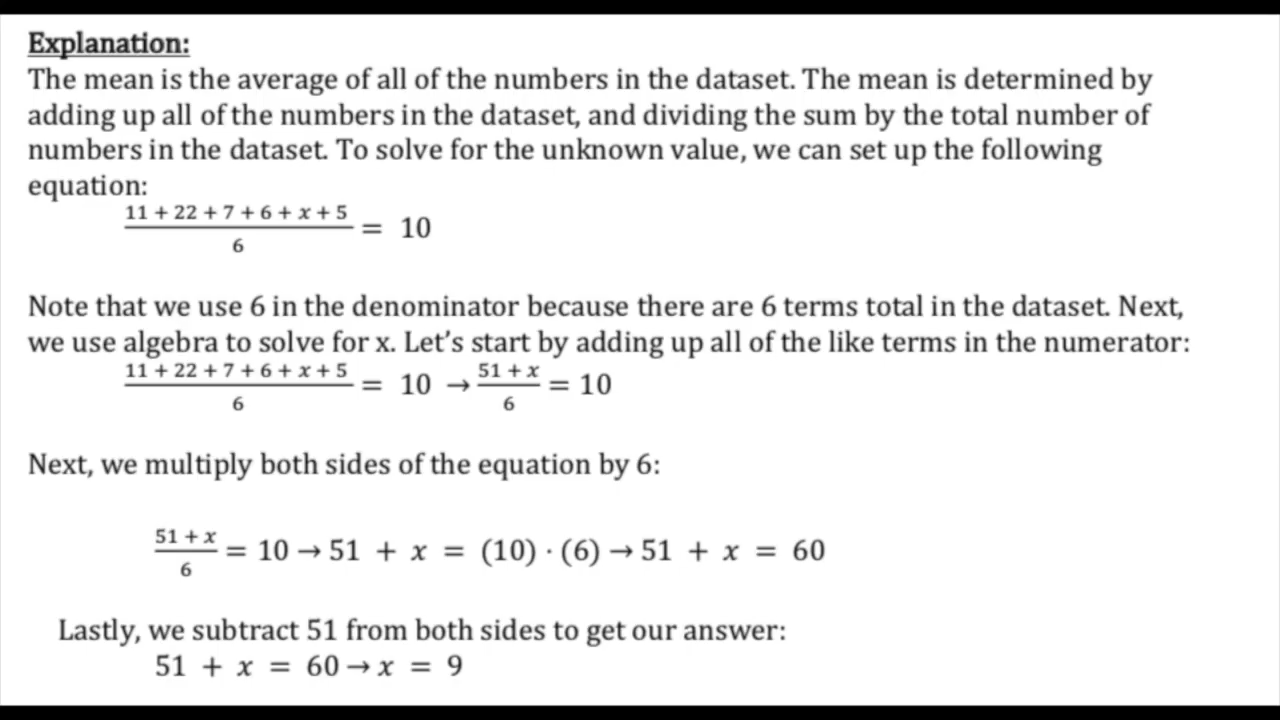 Explanation:
The mean is the average of all of the numbers in the dataset. The mean is determined by
adding up all of the numbers in the dataset, and dividing the sum by the total number of
numbers in the dataset. To solve for the unknown value, we can set up the following
equation:
11 + 22 + 7 + 6 + x + 5
= 10
6
Note that we use 6 in the denominator because there are 6 terms total in the dataset. Next,
we use algebra to solve for x. Let’s start by adding up all of the like terms in the numerator:
11 + 22 + 7 + 6 + x + 5 51 + x
= 10 → = 10
6 6
Next, we multiply both sides of the equation by 6:
51 + x
= 10 → 51 + x = (10) · (6) → 51 + x = 60
6
Lastly, we subtract 51 from both sides to get our answer:
51 + x = 60 → x = 9